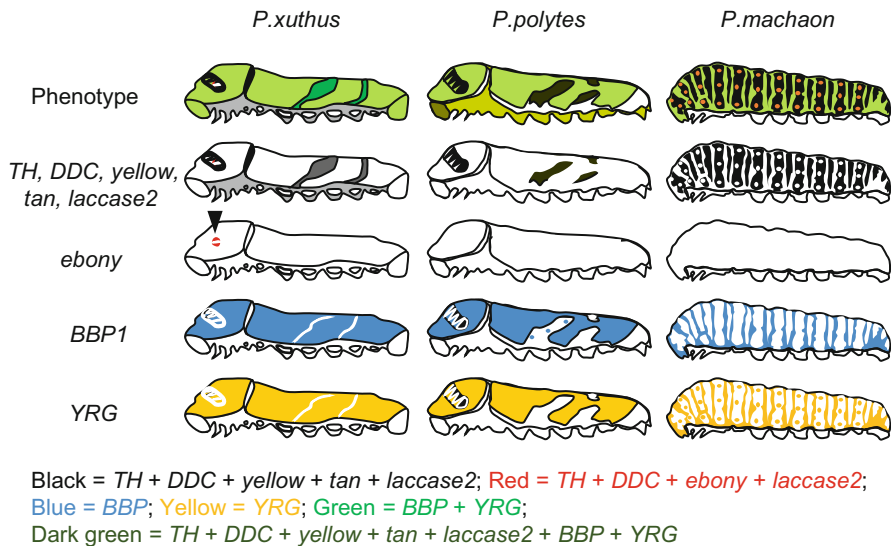 P.xuthus P.polytes P.machaon
Phenotype
TH, DDC, yellow,
tan, laccase2
ebony
BBP1
YRG
Black = TH + DDC + yellow + tan + laccase2; Red = TH + DDC + ebony + laccase2;
Blue = BBP; Yellow = YRG; Green = BBP + YRG;
Dark green = TH + DDC + yellow + tan + laccase2 + BBP + YRG